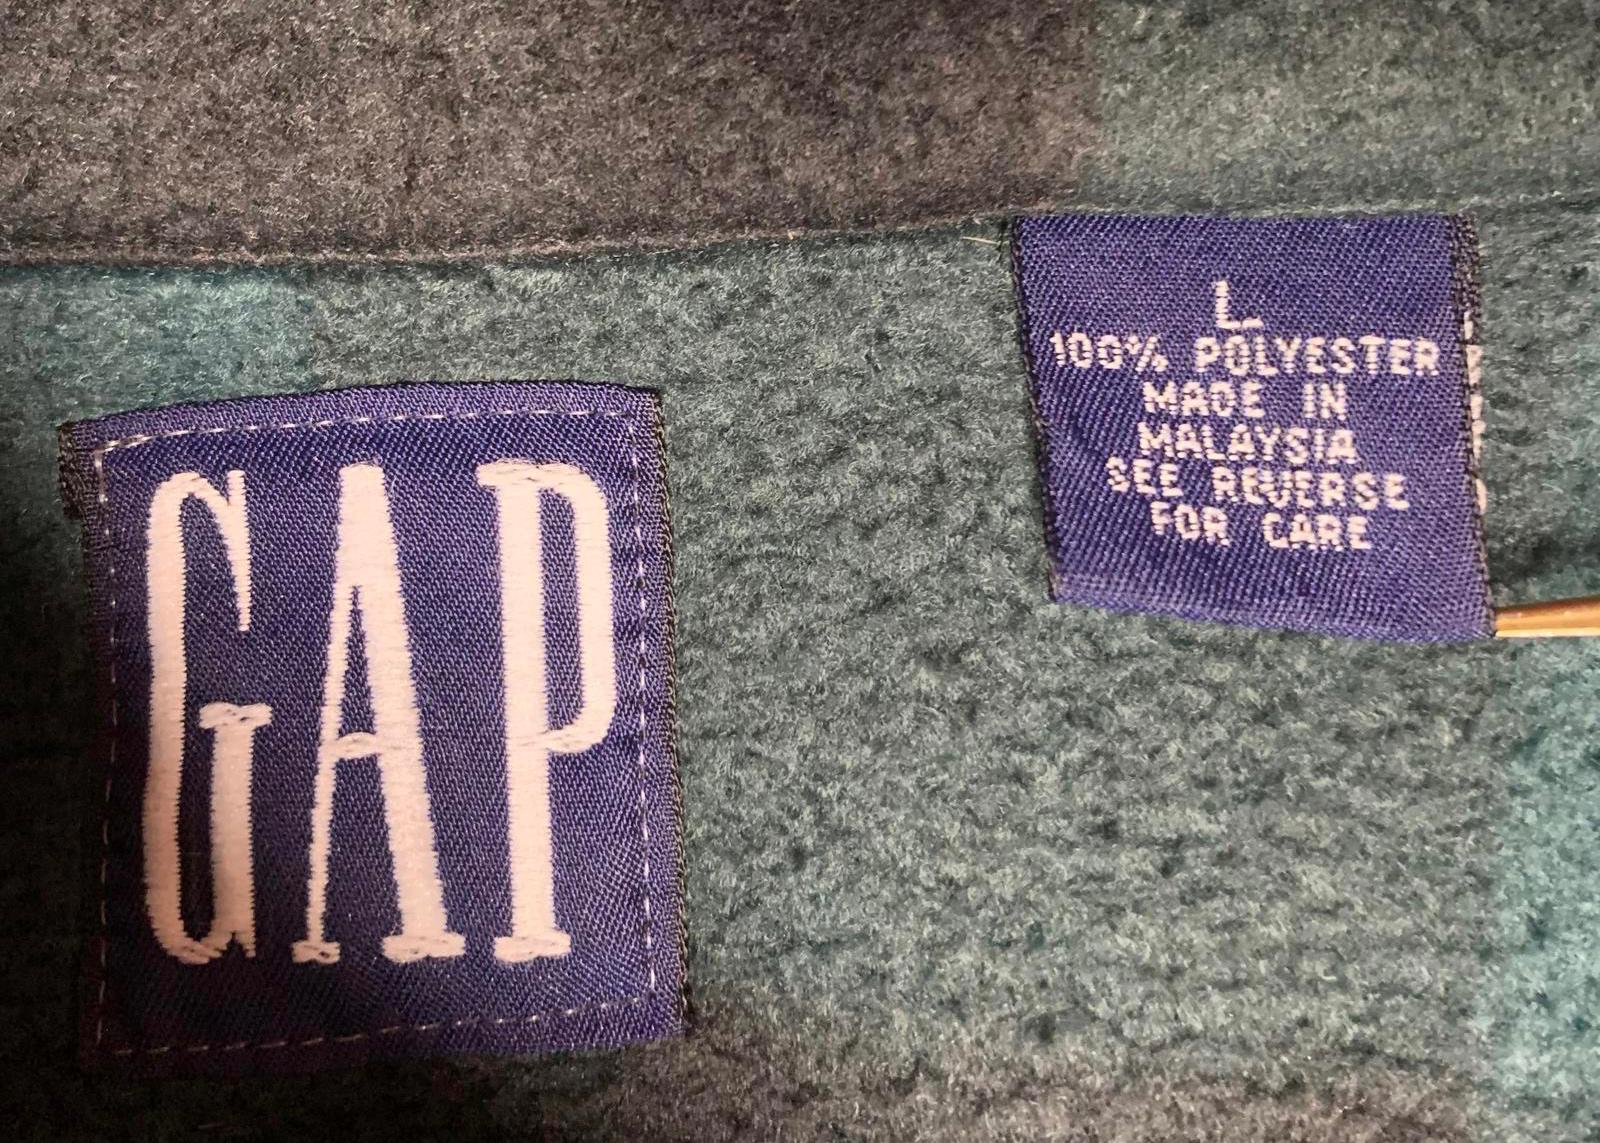 GAP
L
100% POLYESTER
MADE IN
MALAYSIA
SEE REVERSE
FOR CARE